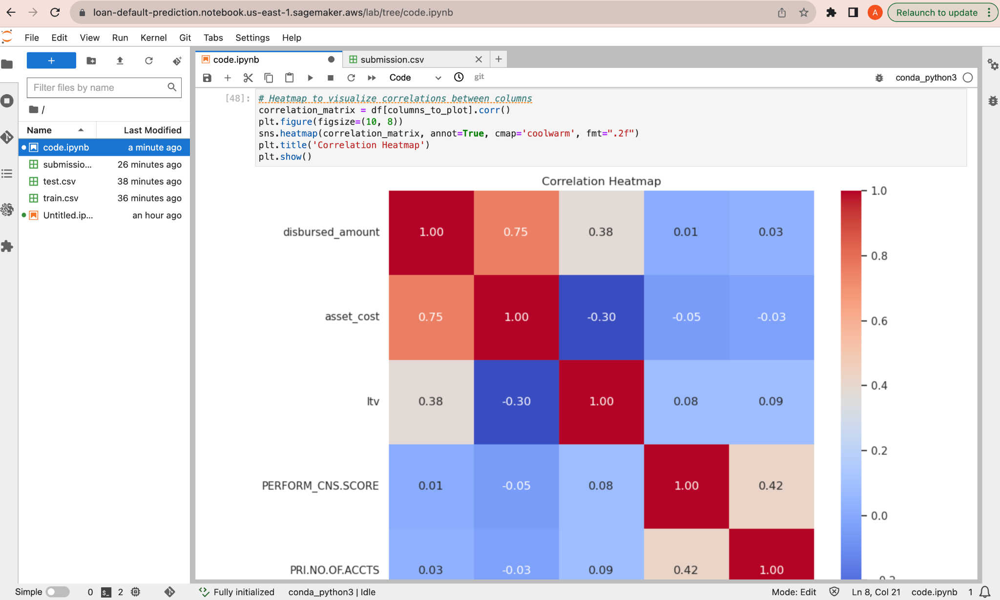 loan-default-prediction.notebook.us-east-1.sagemaker.aws/lab/tree/code.ipynb
A
Relaunch to update
File Edit View Run Kernel Git Tabs Settings Help
+
Filter files by name
/
Name Last Modified
code.ipynb a minute ago
submissio... 26 minutes ago
test.csv 38 minutes ago
train.csv 36 minutes ago
Untitled.ip... an hour ago
code.ipynb
submission.csv
+
Code
git
conda_python3
[48]:
# Heatmap to visualize correlations between columns
correlation_matrix = df[columns_to_plot].corr()
plt.figure(figsize=(10, 8))
sns.heatmap(correlation_matrix, annot=True, cmap='coolwarm', fmt=".2f")
plt.title('Correlation Heatmap')
plt.show()
Correlation Heatmap
disbursed_amount 1.00 0.75 0.38 0.01 0.03
asset_cost 0.75 1.00 -0.30 -0.05 -0.03
ltv 0.38 -0.30 1.00 0.08 0.09
PERFORM_CNS.SCORE 0.01 -0.05 0.08 1.00 0.42
PRI.NO.OF.ACCTS 0.03 -0.03 0.09 0.42 1.00
1.0
0.8
0.6
0.4
0.2
0.0
Simple 0 $_ 2 Fully initialized conda_python3 | Idle Mode: Edit Ln 8, Col 21 code.ipynb 1